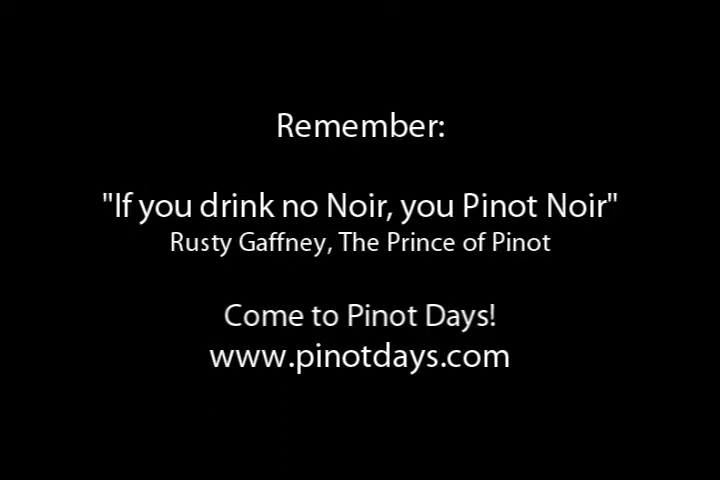 Remember:
"If you drink no Noir, you Pinot Noir"
Rusty Gaffney, The Prince of Pinot
Come to Pinot Days!
www.pinotdays.com